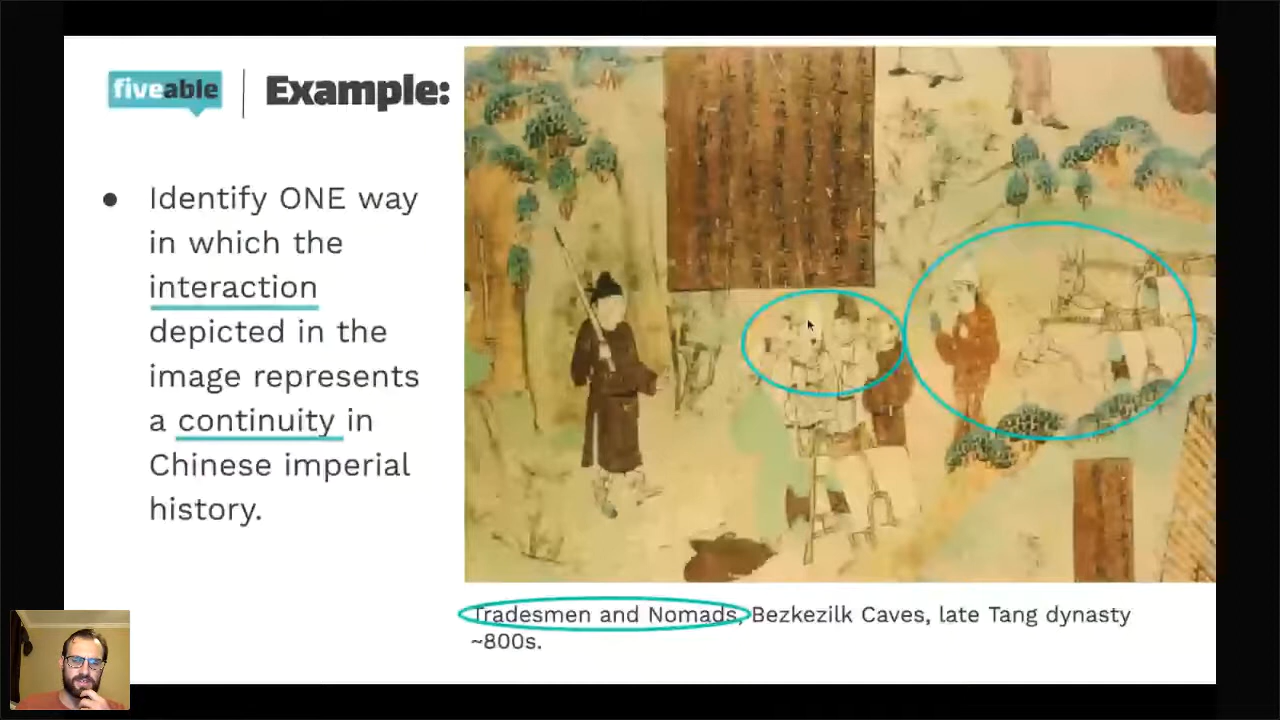 fiveable
Example:
● Identify ONE way
in which the
interaction
depicted in the
image represents
a continuity in
Chinese imperial
history.
Tradesmen and Nomads, Bezkezilk Caves, late Tang dynasty
~800s.